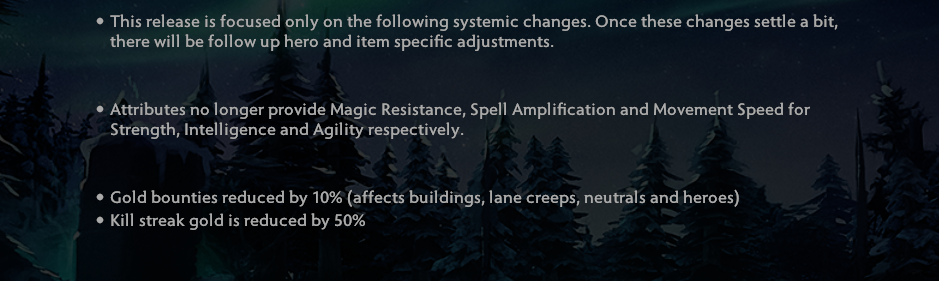 • This release is focused only on the following systemic changes. Once these changes settle a bit,
there will be follow up hero and item specific adjustments.
• Attributes no longer provide Magic Resistance, Spell Amplification and Movement Speed for
Strength, Intelligence and Agility respectively.
• Gold bounties reduced by 10% (affects buildings, lane creeps, neutrals and heroes)
• Kill streak gold is reduced by 50%